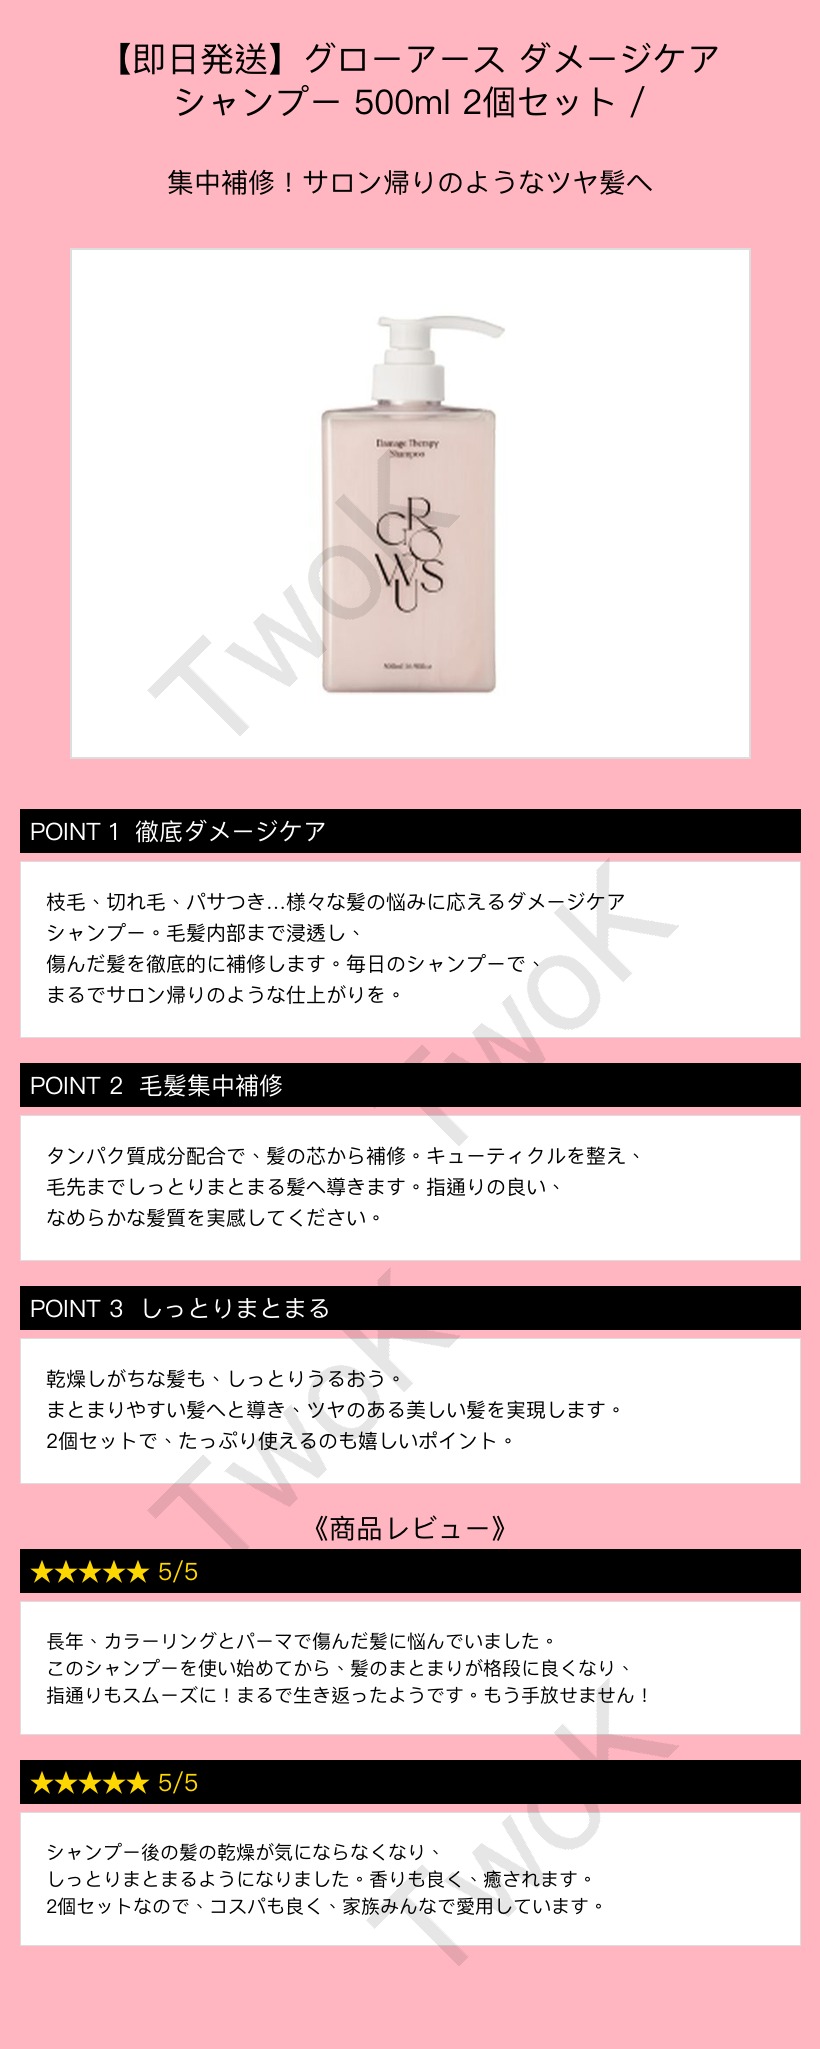 【即日発送】グローアース ダメージケア
シャンプー 500ml 2個セット /
集中補修！サロン帰りのようなツヤ髪へ
Damage Therapy
Shampoo
GROWUS
TwoK
POINT 1 徹底ダメージケア
枝毛、切れ毛、パサつき…様々な髪の悩みに応えるダメージケア
シャンプー。毛髪内部まで浸透し、
傷んだ髪を徹底的に補修します。毎日のシャンプーで、
まるでサロン帰りのような仕上がりを。
TwoK
POINT 2 毛髪集中補修
タンパク質成分配合で、髪の芯から補修。キューティクルを整え、
毛先までしっとりまとまる髪へ導きます。指通りの良い、
なめらかな髪質を実感してください。
POINT 3 しっとりまとまる
乾燥しがちな髪も、しっとりうるおう。
まとまりやすい髪へと導き、ツヤのある美しい髪を実現します。
2個セットで、たっぷり使えるのも嬉しいポイント。
TwoK
《商品レビュー》
★★★★★ 5/5
長年、カラーリングとパーマで傷んだ髪に悩んでいました。
このシャンプーを使い始めてから、髪のまとまりが格段に良くなり、
指通りもスムーズに！まるで生き返ったようです。もう手放せません！
★★★★★ 5/5
シャンプー後の髪の乾燥が気にならなくなり、
しっとりまとまるようになりました。香りも良く、癒されます。
2個セットなので、コスパも良く、家族みんなで愛用しています。
TwoK